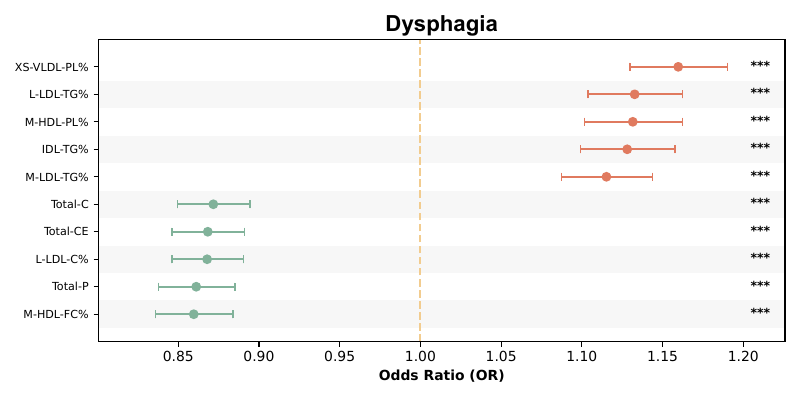 Dysphagia
XS-VLDL-PL% ***
L-LDL-TG% ***
M-HDL-PL% ***
IDL-TG% ***
M-LDL-TG% ***
Total-C ***
Total-CE ***
L-LDL-C% ***
Total-P ***
M-HDL-FC% ***
0.85 0.90 0.95 1.00 1.05 1.10 1.15 1.20
Odds Ratio (OR)